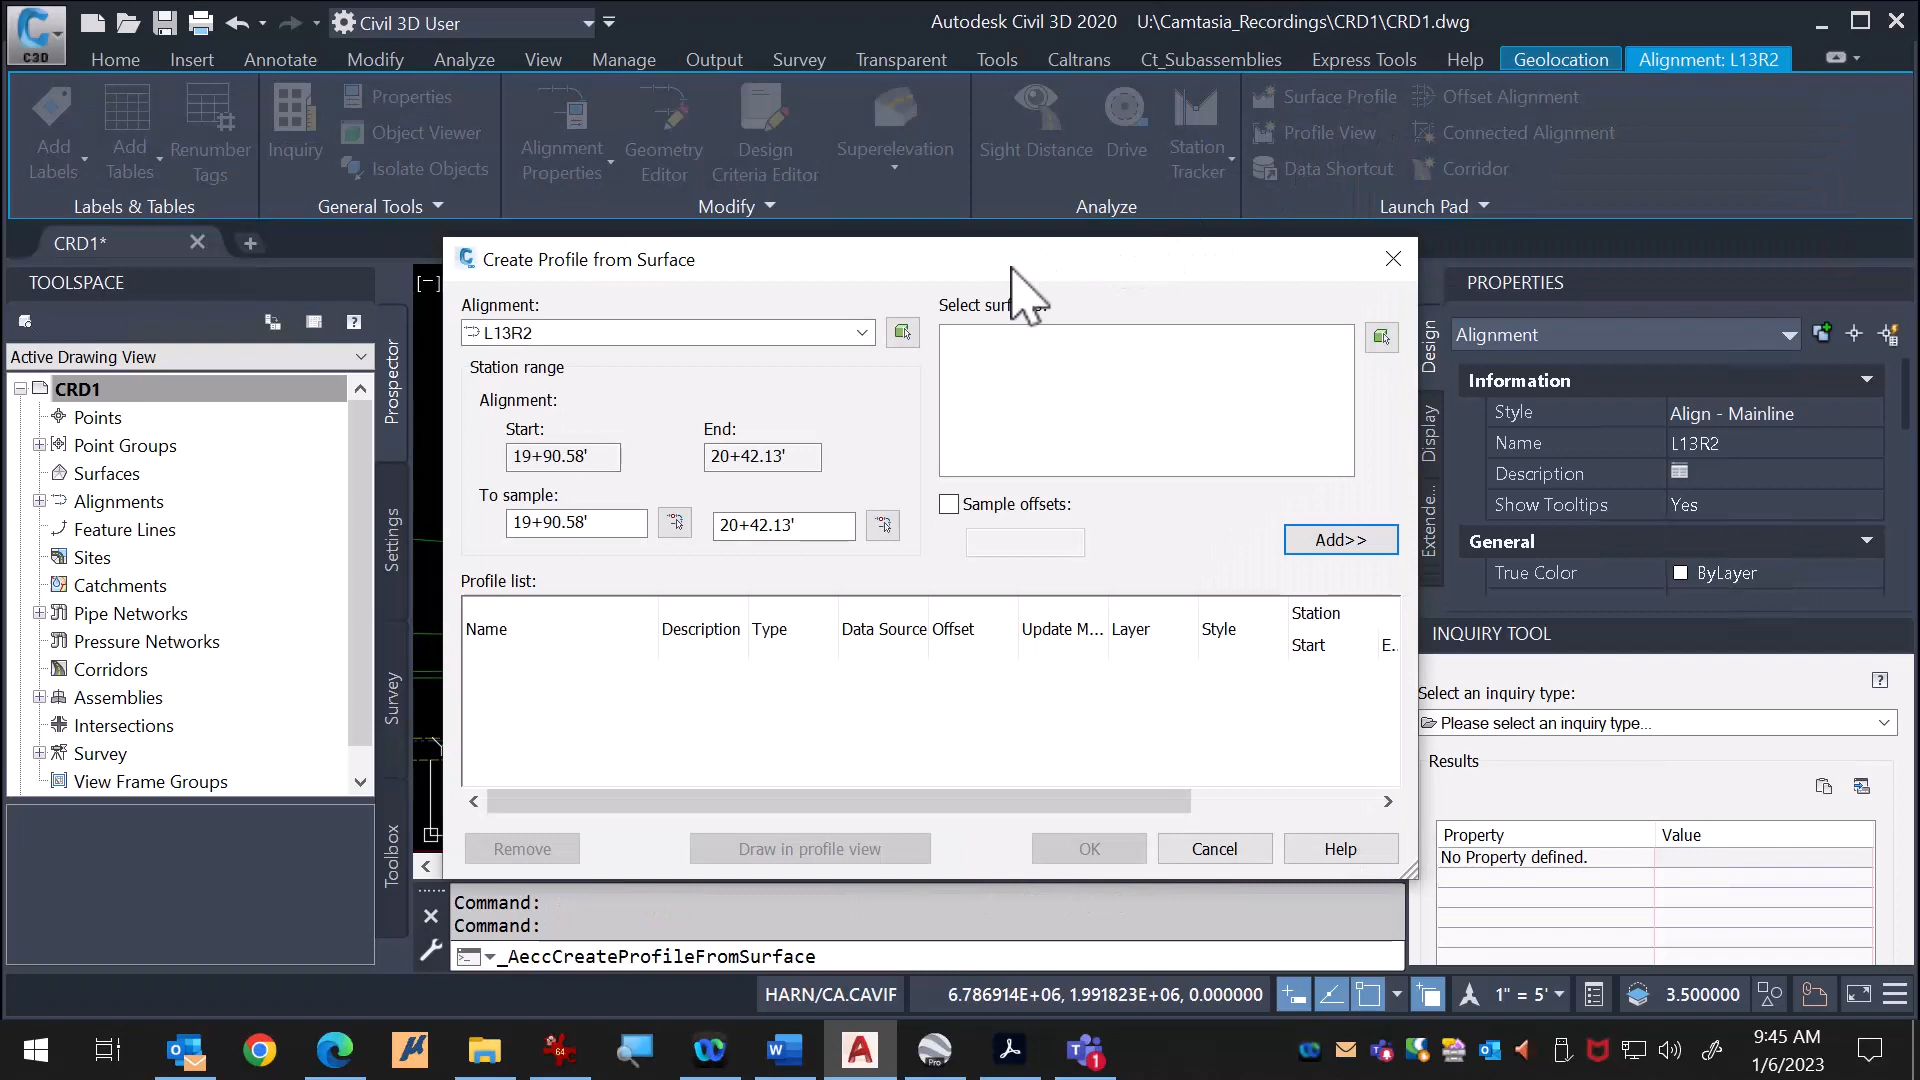 Civil 3D User
Autodesk Civil 3D 2020 U:\Camtasia_Recordings\CRD1\CRD1.dwg
C3D
Home Insert Annotate Modify Analyze View Manage Output Survey Transparent Tools Caltrans Ct_Subassemblies Express Tools Help Geolocation Alignment: L13R2
Add Labels
Add Tables
Renumber Tags
Labels & Tables
Inquiry
Properties
Object Viewer
Isolate Objects
General Tools
Alignment Properties
Geometry Editor
Design Criteria Editor
Superelevation
Modify
Sight Distance
Drive
Station Tracker
Analyze
Surface Profile
Profile View
Data Shortcut
Offset Alignment
Connected Alignment
Corridor
Launch Pad
CRD1*
TOOLSPACE
Active Drawing View
CRD1
Points
Point Groups
Surfaces
Alignments
Feature Lines
Sites
Catchments
Pipe Networks
Pressure Networks
Corridors
Assemblies
Intersections
Survey
View Frame Groups
Prospector
Settings
Survey
Toolbox
[−]
Create Profile from Surface
Alignment:
L13R2
Station range
Alignment:
Start: End:
19+90.58' 20+42.13'
To sample:
19+90.58' 20+42.13'
Sample offsets:
Add>>
Profile list:
Name Description Type Data Source Offset Update M... Layer Style Station
Start E..
Remove Draw in profile view OK Cancel Help
Command:
Command:
_AeccCreateProfileFromSurface
PROPERTIES
Alignment
Design
Display
Extende...
Information
Style Align - Mainline
Name L13R2
Description
Show Tooltips Yes
General
True Color ByLayer
INQUIRY TOOL
Select an inquiry type:
Please select an inquiry type...
Results
Property Value
No Property defined.
HARN/CA.CAVIF 6.786914E+06, 1.991823E+06, 0.000000 1" = 5' 3.500000
64
W
Pro
1
9:45 AM
1/6/2023